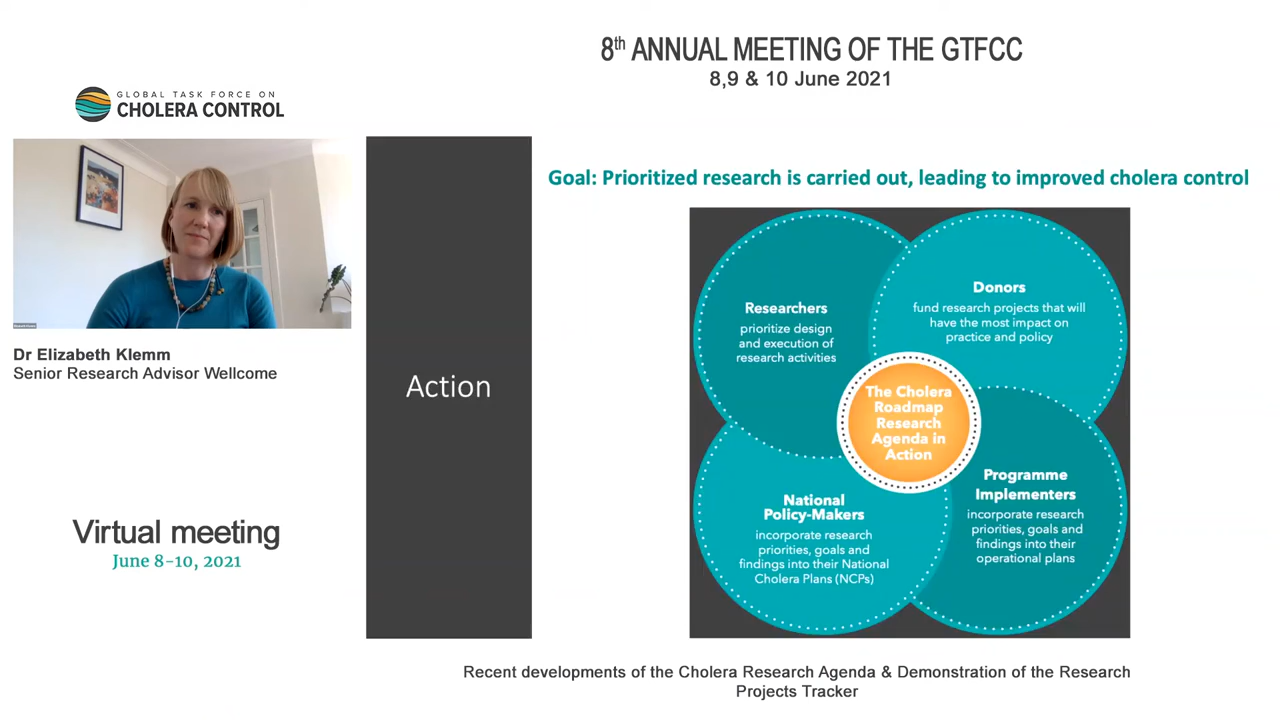 8th ANNUAL MEETING OF THE GTFCC
8,9 & 10 June 2021
GLOBAL TASK FORCE ON
CHOLERA CONTROL
Dr Elizabeth Klemm
Senior Research Advisor Wellcome
Virtual meeting
June 8-10, 2021
Action
Goal: Prioritized research is carried out, leading to improved cholera control
Researchers
prioritize design
and execution of
research activities
Donors
fund research projects that will
have the most impact on
practice and policy
The Cholera
Roadmap
Research
Agenda in
Action
National
Policy-Makers
incorporate research
priorities, goals and
findings into their National
Cholera Plans (NCPs)
Programme
Implementers
incorporate research
priorities, goals and
findings into their
operational plans
Recent developments of the Cholera Research Agenda & Demonstration of the Research
Projects Tracker